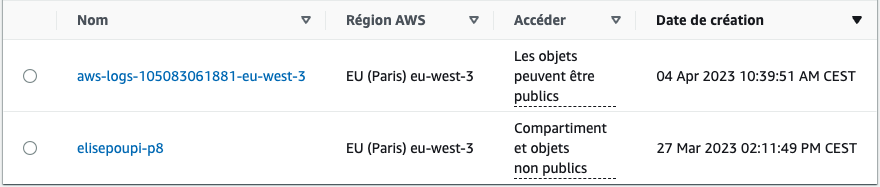 Nom Région AWS Accéder Date de création
aws-logs-105083061881-eu-west-3 EU (Paris) eu-west-3 Les objets peuvent être publics 04 Apr 2023 10:39:51 AM CEST
elisepoupi-p8 EU (Paris) eu-west-3 Compartiment et objets non publics 27 Mar 2023 02:11:49 PM CEST